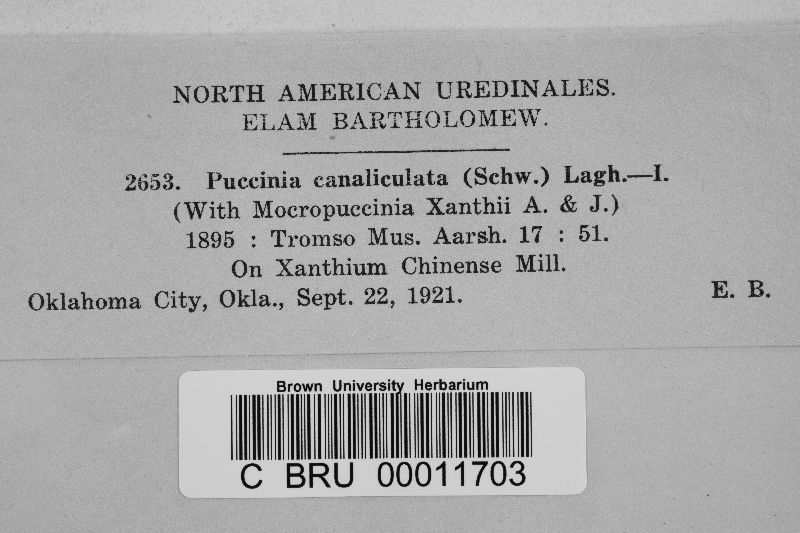 NORTH AMERICAN UREDINALES.
ELAM BARTHOLOMEW.
2653. Puccinia canaliculata (Schw.) Lagh.—I.
(With Mocropuccinia Xanthii A. & J.)
1895 : Tromso Mus. Aarsh. 17 : 51.
On Xanthium Chinense Mill.
Oklahoma City, Okla., Sept. 22, 1921. E. B.
Brown University Herbarium
C BRU 00011703